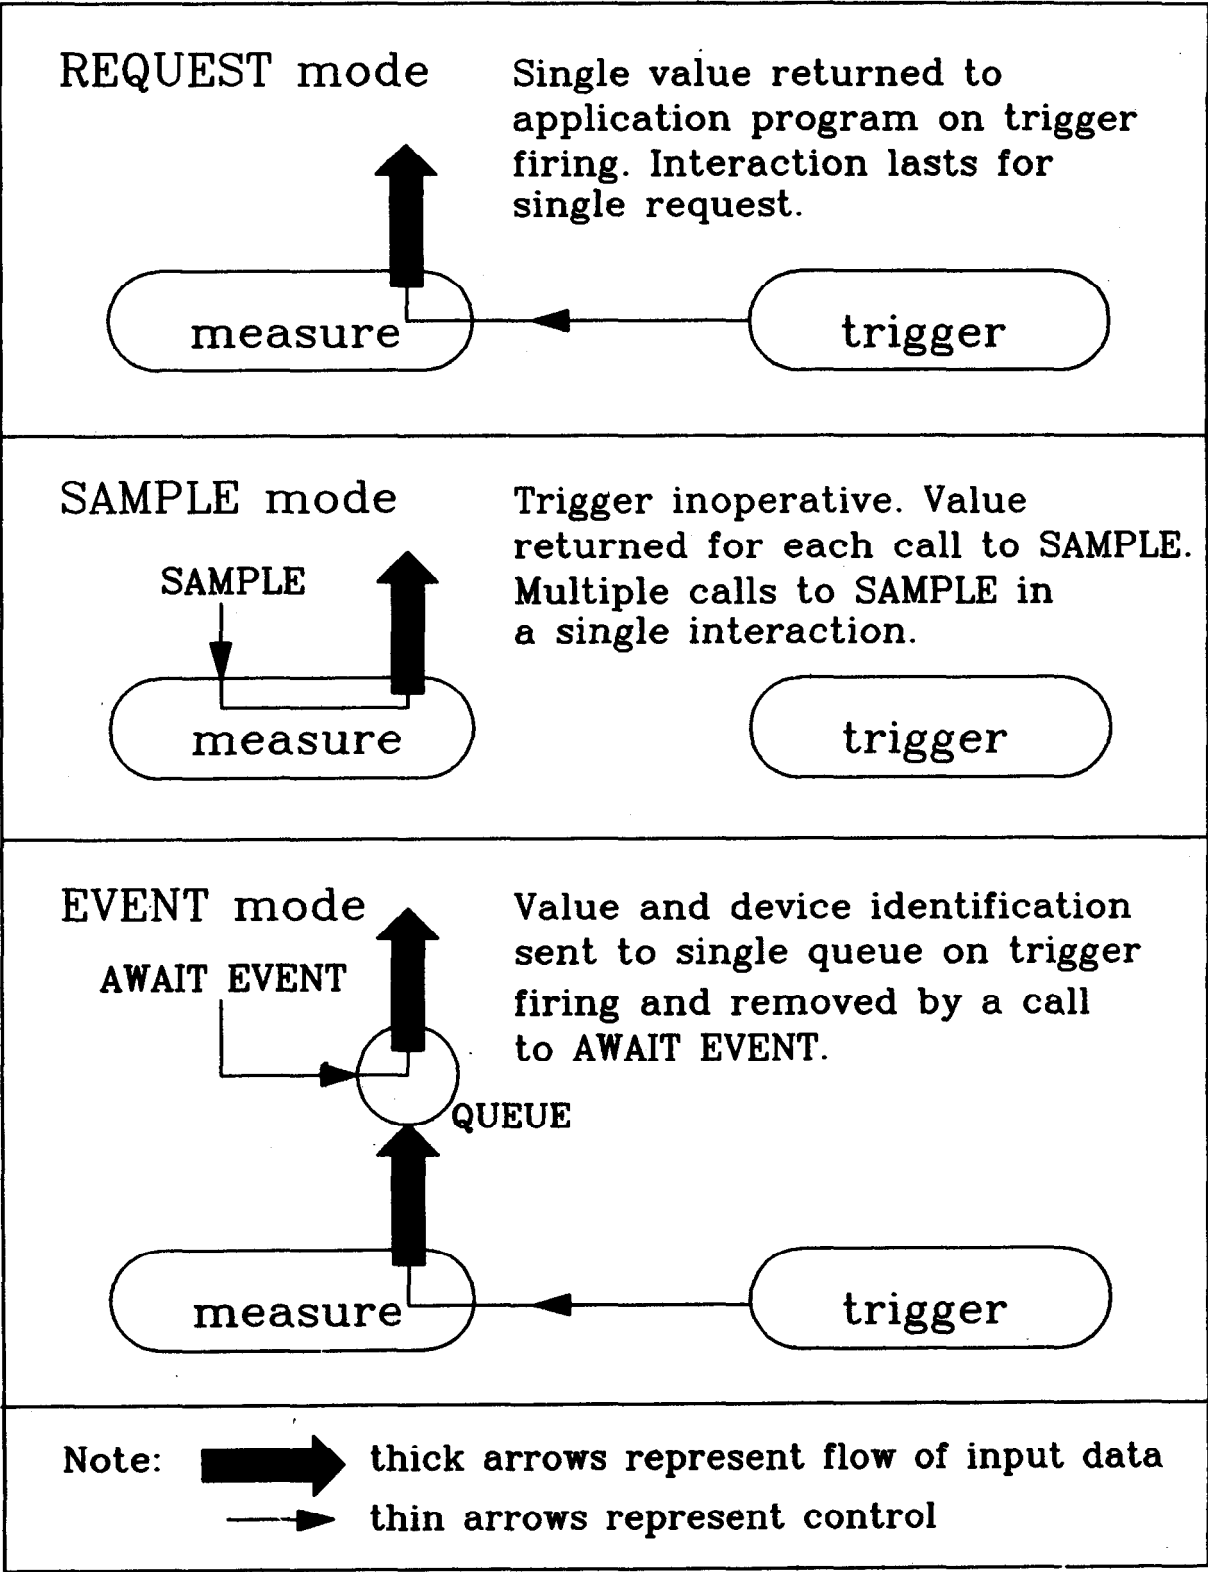 REQUEST mode
Single value returned to
application program on trigger
firing. Interaction lasts for
single request.
measure
trigger
SAMPLE mode
Trigger inoperative. Value
returned for each call to SAMPLE.
Multiple calls to SAMPLE in
a single interaction.
SAMPLE
measure
trigger
EVENT mode
Value and device identification
sent to single queue on trigger
firing and removed by a call
to AWAIT EVENT.
AWAIT EVENT
QUEUE
measure
trigger
Note:
thick arrows represent flow of input data
thin arrows represent control